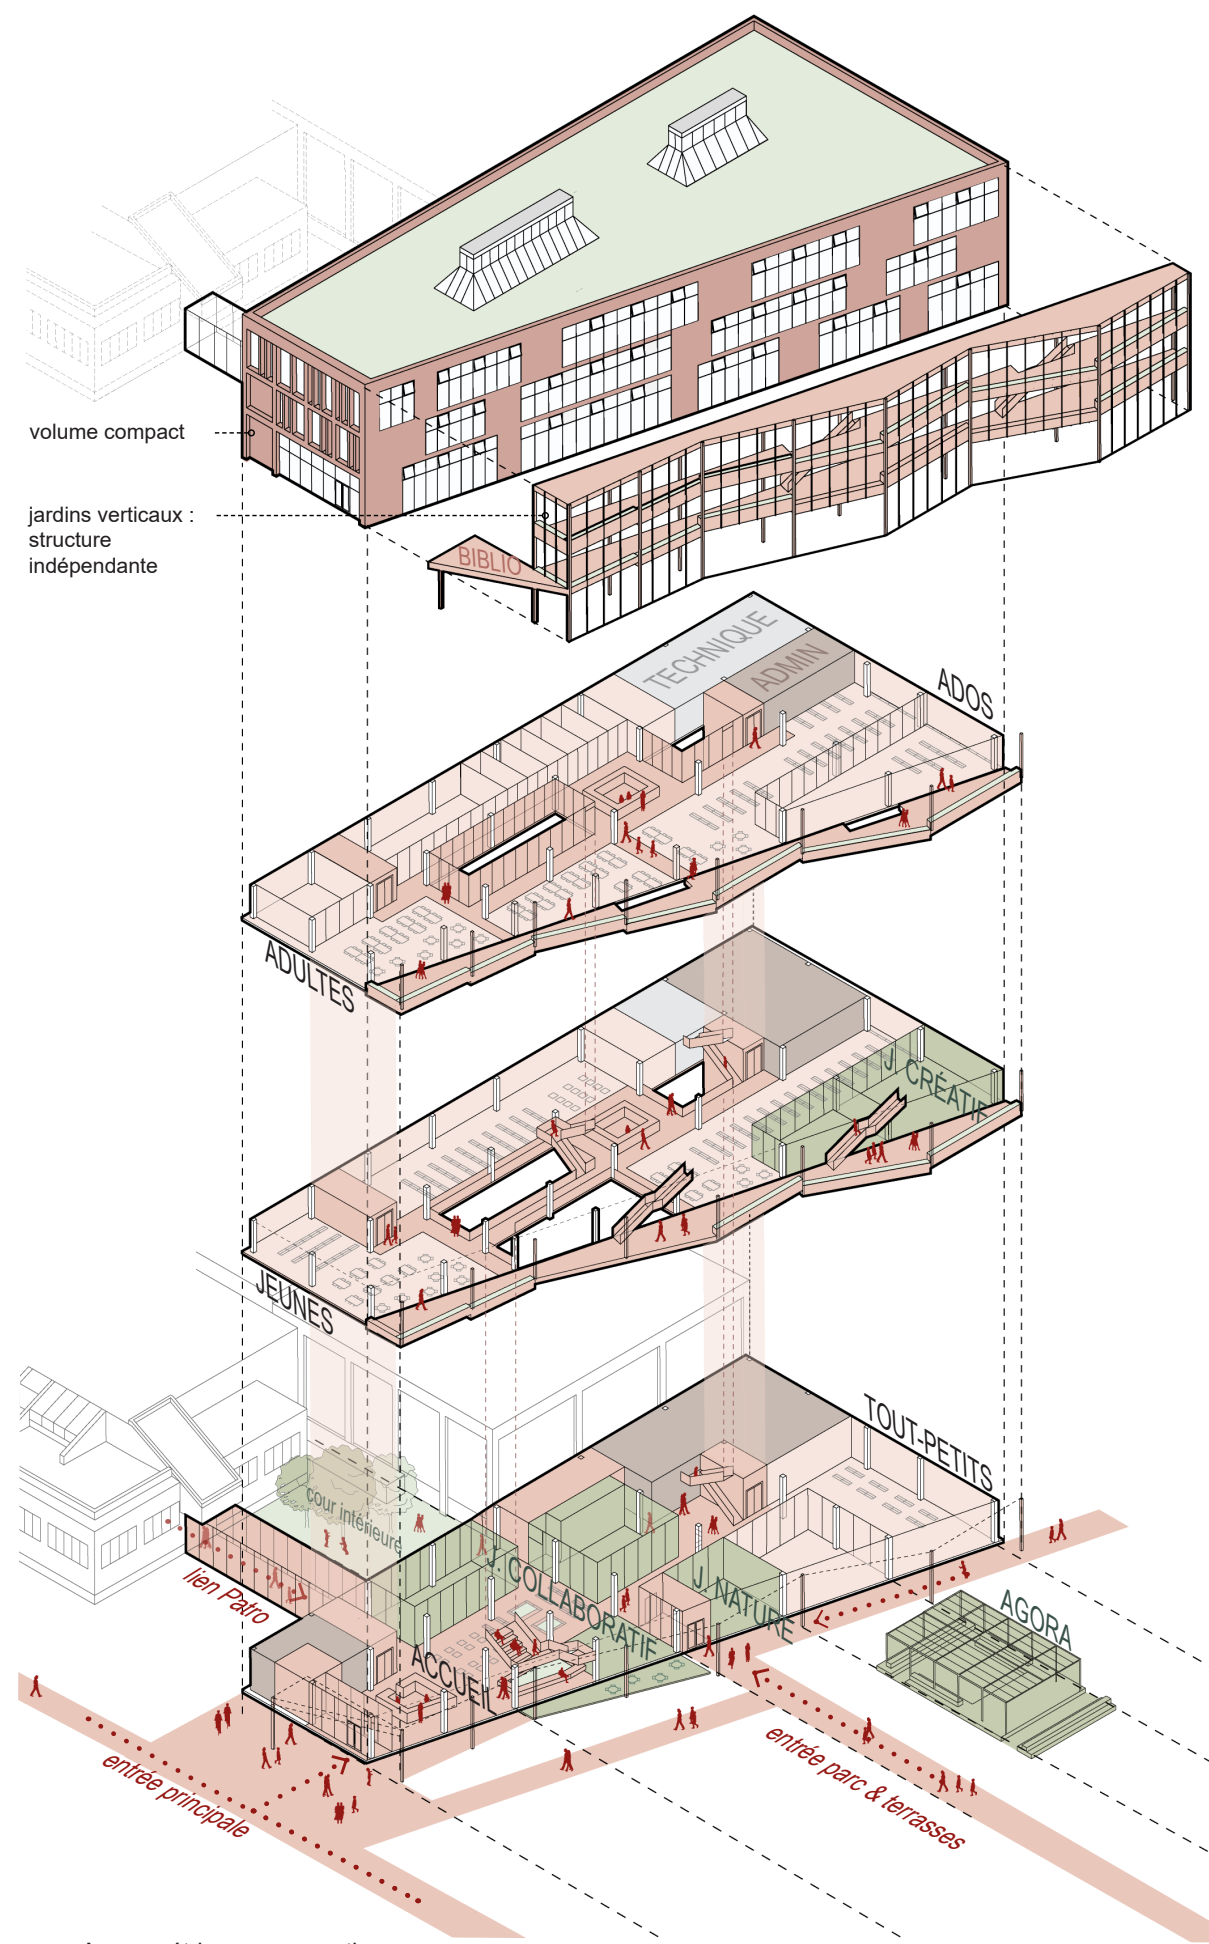 volume compact
jardins verticaux :
structure
indépendante
BIBLIO
TECHNIQUE
ADMIN
ADOS
ADULTES
J. CRÉATIF
JEUNES
TOUT-PETITS
cour intérieure
J. COLLABORATIF
lien Patro
J. NATURE
AGORA
ACCUEIL
entrée principale
entrée parc & terrasses